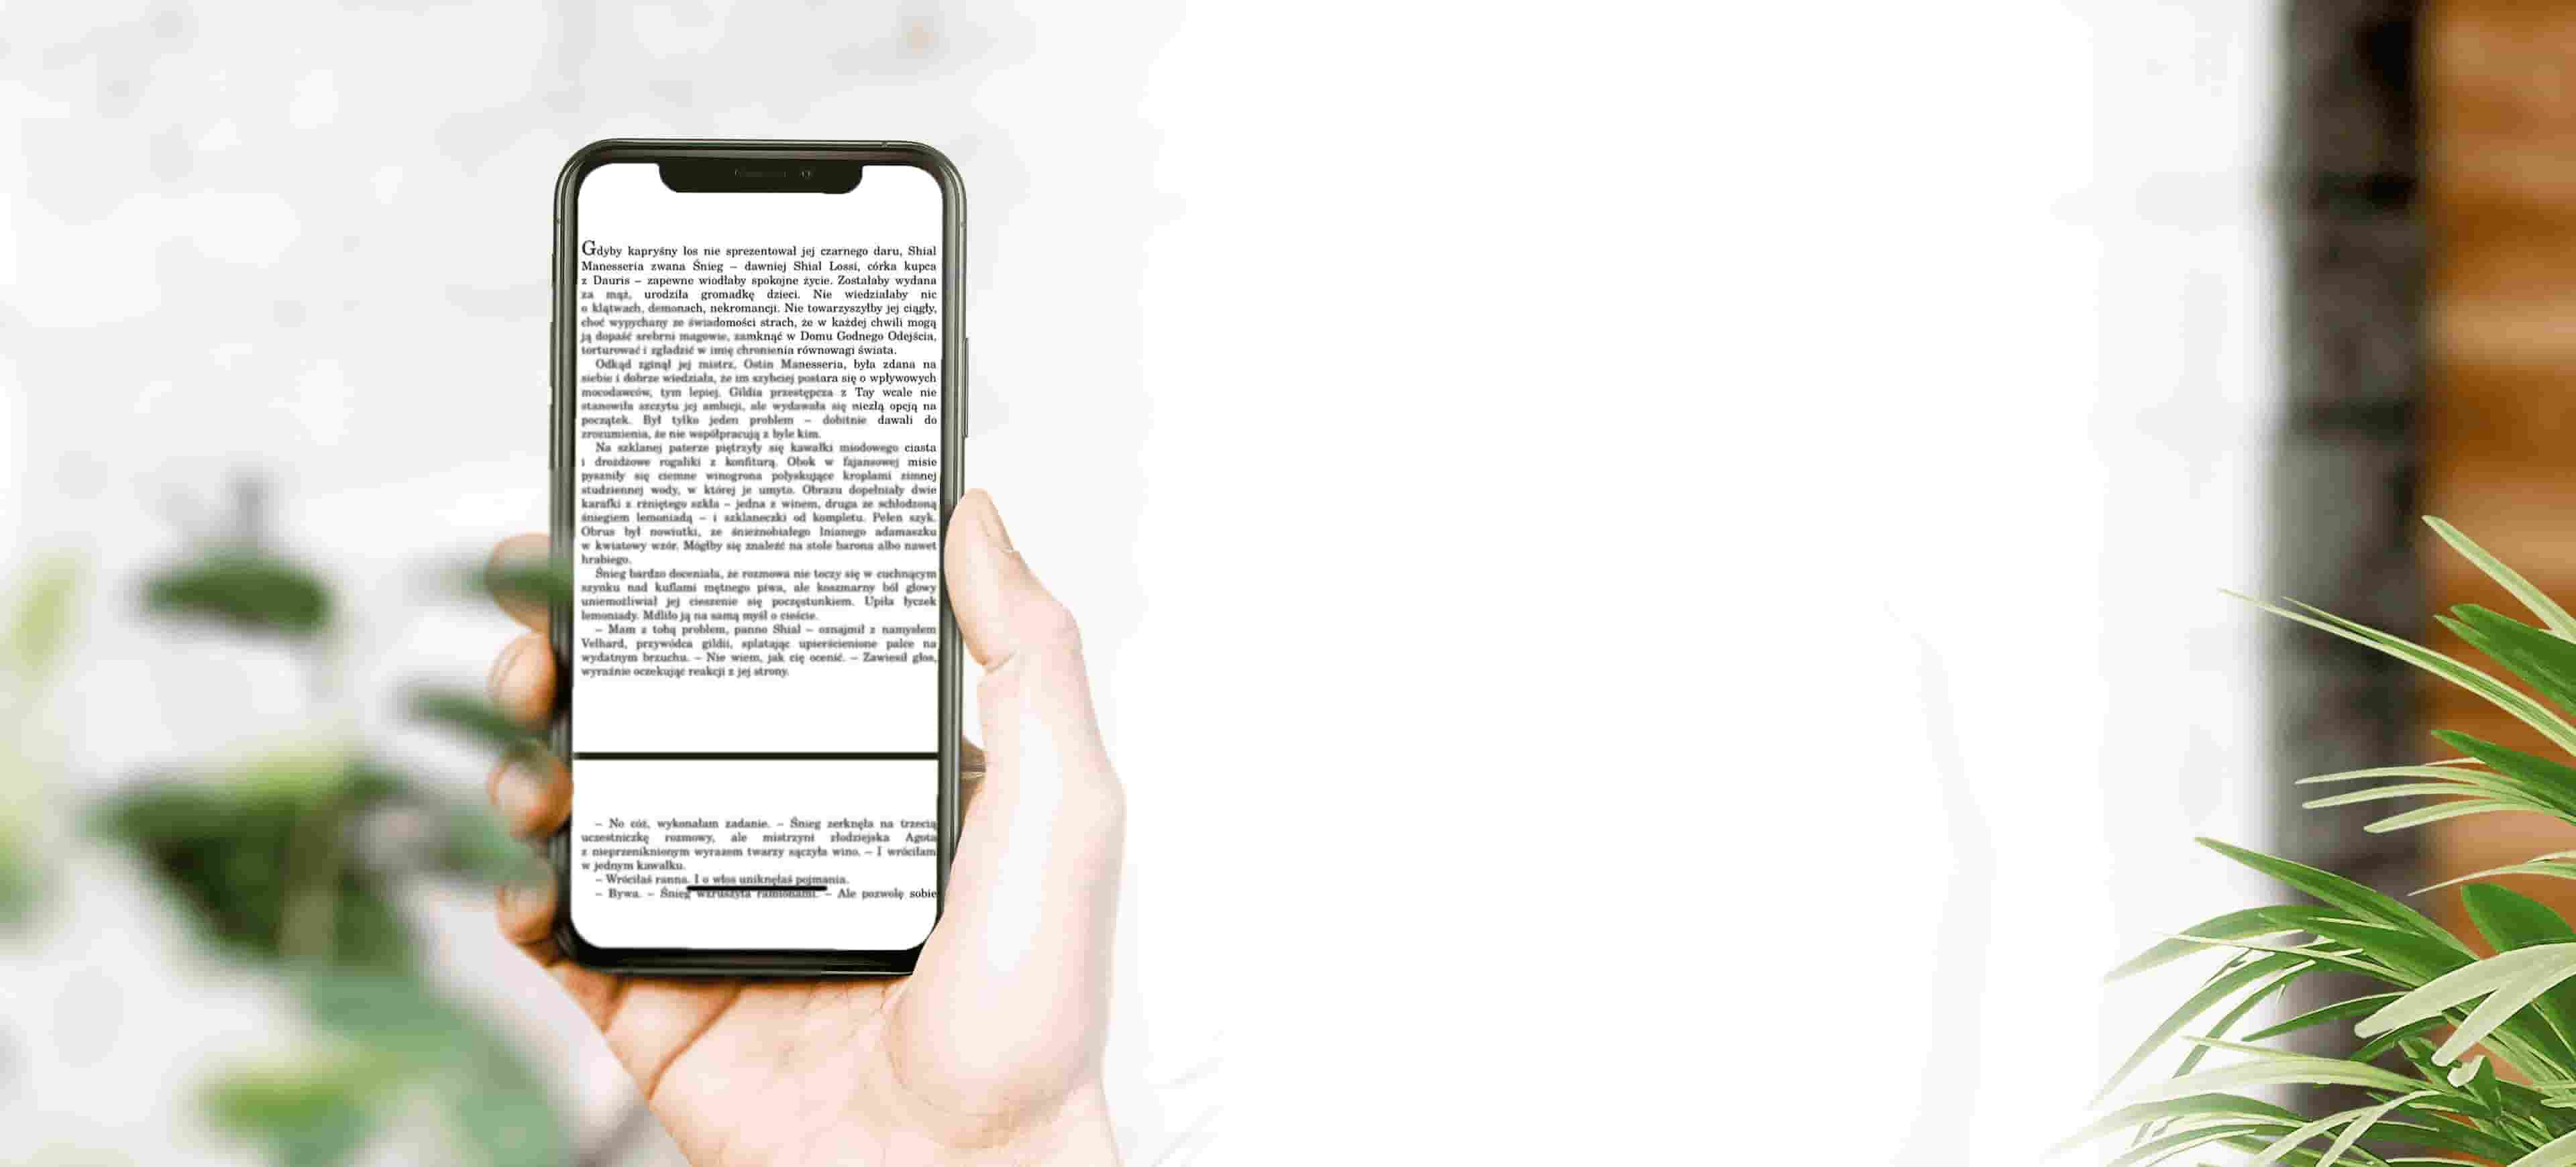 Gdyby kapryśny los nie sprezentował jej czarnego daru, Shial
Manesseria zwana Śnieg – dawniej Shial Lossi, córka kupca
z Dauris – zapewne wiodłaby spokojne życie. Zostałaby wydana
za mąż, urodziła gromadkę dzieci. Nie wiedziałaby nic
o klątwach, demonach, nekromancji. Nie towarzyszyłby jej ciągły,
choć wypychany ze świadomości strach, że w każdej chwili mogą
ją dopaść srebrni magowie, zamknąć w Domu Godnego Odejścia,
torturować i zgładzić w imię chronienia równowagi świata.
Odkąd zginął jej mistrz, Ostin Manesseria, była zdana na
siebie i dobrze wiedziała, że im szybciej postara się o wpływowych
mocodawców, tym lepiej. Gildia przestępcza z Tay wcale nie
stanowiła szczytu jej ambicji, ale wydawała się niezłą opcją na
początek. Był tylko jeden problem – dobitnie dawali do
zrozumienia, że nie współpracują z byle kim.
Na szklanej paterze piętrzyły się kawałki miodowego ciasta
i drożdżowe rogaliki z konfiturą. Obok w fajansowej misie
pyszniły się ciemne winogrona połyskujące kroplami zimnej
studziennej wody, w której je umyto. Obrazu dopełniały dwie
karafki z rżniętego szkła – jedna z winem, druga ze schłodzoną
śniegiem lemoniadą – i szklaneczki od kompletu. Pełen szyk.
Obrus był nowiutki, ze śnieżnobiałego lnianego adamaszku
w kwiatowy wzór. Mógłby się znaleźć na stole barona albo nawet
hrabiego.
Śnieg bardzo doceniała, że rozmowa nie toczy się w cuchnącym
szynku nad kuflami mętnego piwa, ale koszmarny ból głowy
uniemożliwiał jej cieszenie się poczęstunkiem. Upiła łyczek
lemoniady. Mdliło ją na samą myśl o cieście.
– Mam z tobą problem, panno Shial – oznajmił z namysłem
Velhard, przywódca gildii, splatając upierścienione palce na
wydatnym brzuchu. – Nie wiem, jak cię ocenić. – Zawiesił głos,
wyraźnie oczekując reakcji z jej strony.
– No cóż, wykonałam zadanie. – Śnieg zerknęła na trzecią
uczestniczkę rozmowy, ale mistrzyni złodziejska Agota
z nieprzeniknionym wyrazem twarzy sączyła wino. – I wróciłam
w jednym kawałku.
– Wróciłaś ranna. I o włos uniknęłaś pojmania.
– Bywa. – Śnieg wzruszyła ramionami. – Ale pozwolę sobie